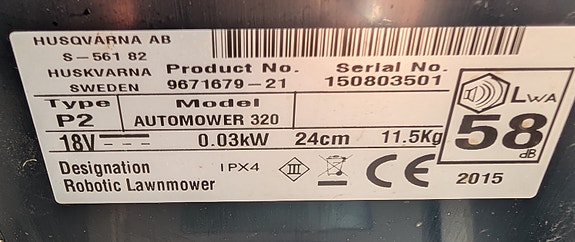 HUSQVARNA AB
S-561 82
HUSKVARNA
SWEDEN
Product No. Serial No.
9671679-21 150803501
Type Model
P2 AUTOMOWER 320
18V 0.03kW 24cm 11.5Kg
Designation IPX4 III CE
Robotic Lawnmower
LWA
58
dB
2015